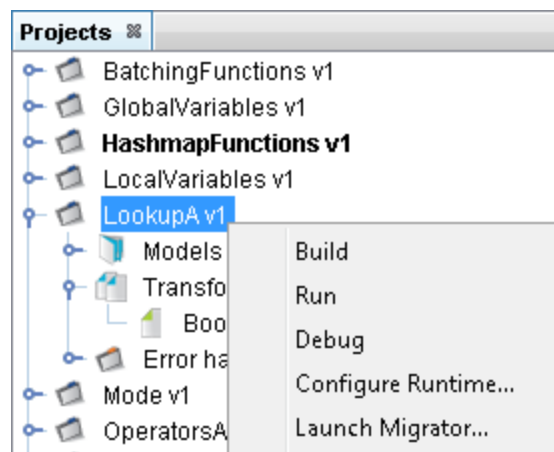 Projects
BatchingFunctions v1
GlobalVariables v1
HashmapFunctions v1
LocalVariables v1
LookupA v1
Models
Build
Transfo
Run
Boo
Debug
Error ha
Configure Runtime...
Mode v1
OperatorsA
Launch Migrator...